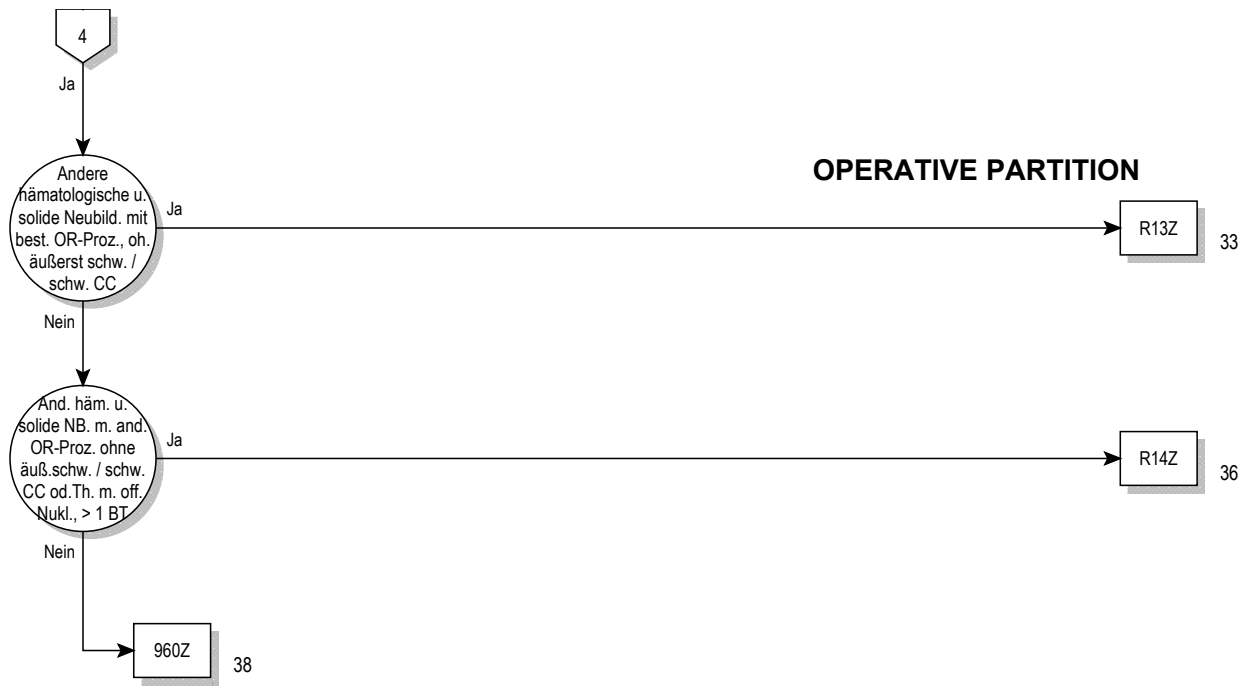 4
Ja
OPERATIVE PARTITION
Andere
hämatologische u.
solide Neubild. mit
best. OR-Proz., oh.
äußerst schw. /
schw. CC
Ja
R13Z
33
Nein
And. häm. u.
solide NB. m. and.
OR-Proz. ohne
äuß.schw. / schw.
CC od.Th. m. off.
Nukl., > 1 BT
Ja
R14Z
36
Nein
960Z
38